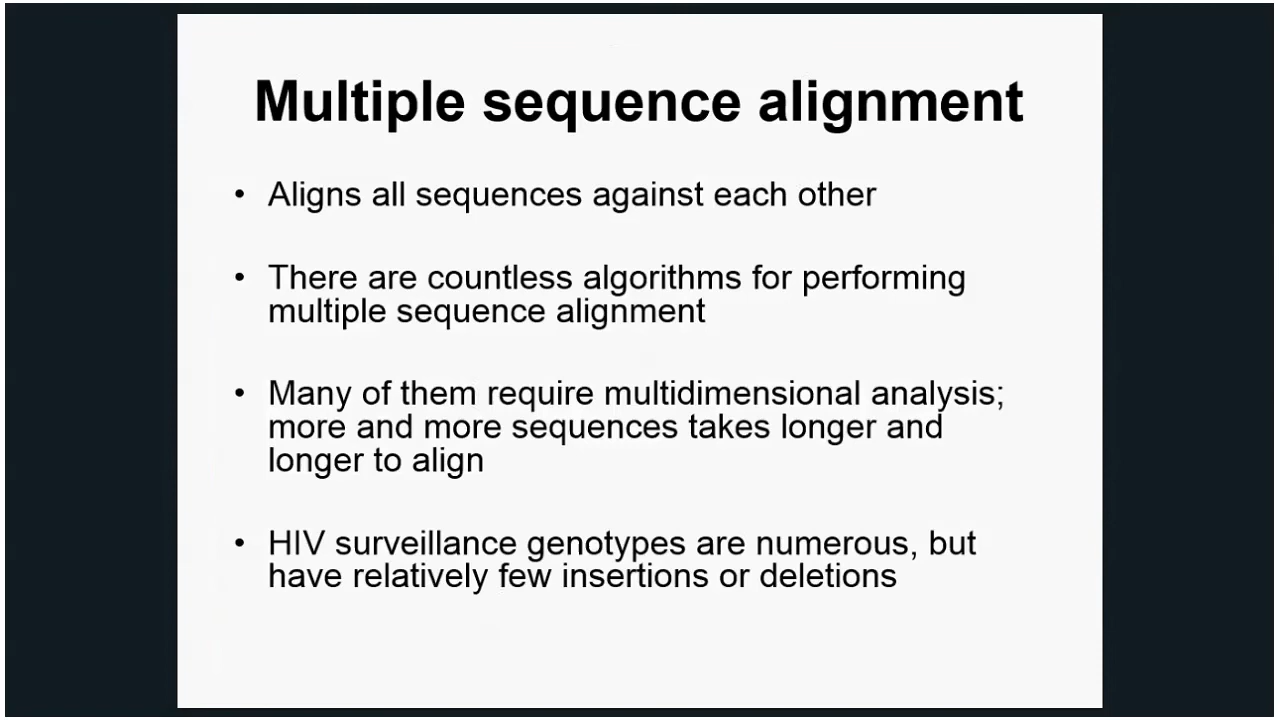 Multiple sequence alignment
• Aligns all sequences against each other
• There are countless algorithms for performing
multiple sequence alignment
• Many of them require multidimensional analysis;
more and more sequences takes longer and
longer to align
• HIV surveillance genotypes are numerous, but
have relatively few insertions or deletions